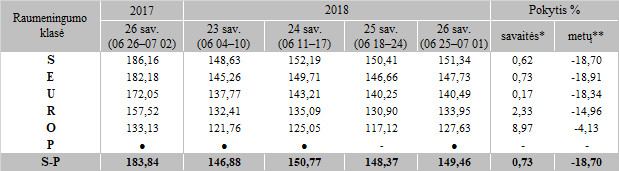 Raumeningumo klasė 2017 2018 Pokytis %
26 sav. (06 26–07 02) 23 sav. (06 04–10) 24 sav. (06 11–17) 25 sav. (06 18–24) 26 sav. (06 25–07 01) savaitės* metų**
S 186,16 148,63 152,19 150,41 151,34 0,62 -18,70
E 182,18 145,26 149,71 146,66 147,73 0,73 -18,91
U 172,05 137,77 143,21 140,25 140,49 0,17 -18,34
R 157,52 132,41 135,09 130,90 133,95 2,33 -14,96
O 133,13 121,76 125,05 117,12 127,63 8,97 -4,13
P ● ● ● - ● - -
S-P 183,84 146,88 150,77 148,37 149,46 0,73 -18,70